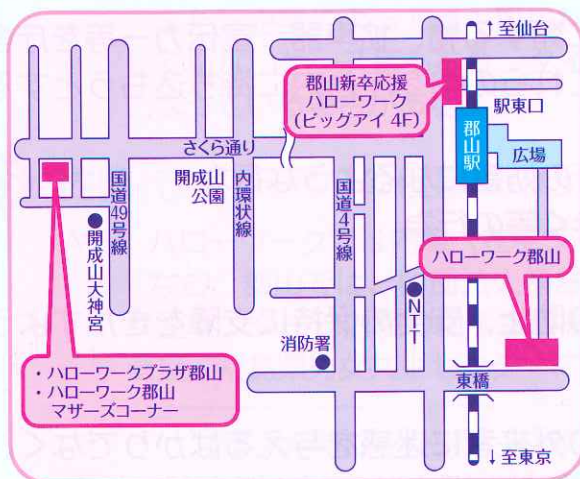 ↑至仙台
郡山新卒応援
ハローワーク
(ビッグアイ 4F)
駅東口
郡山駅
広場
さくら通り
国道49号線
開成山
公園
内環状線
国道4号線
開成山大神宮
ハローワーク郡山
NTT
消防署
・ハローワークプラザ郡山
・ハローワーク郡山
マザーズコーナー
東橋
↓至東京